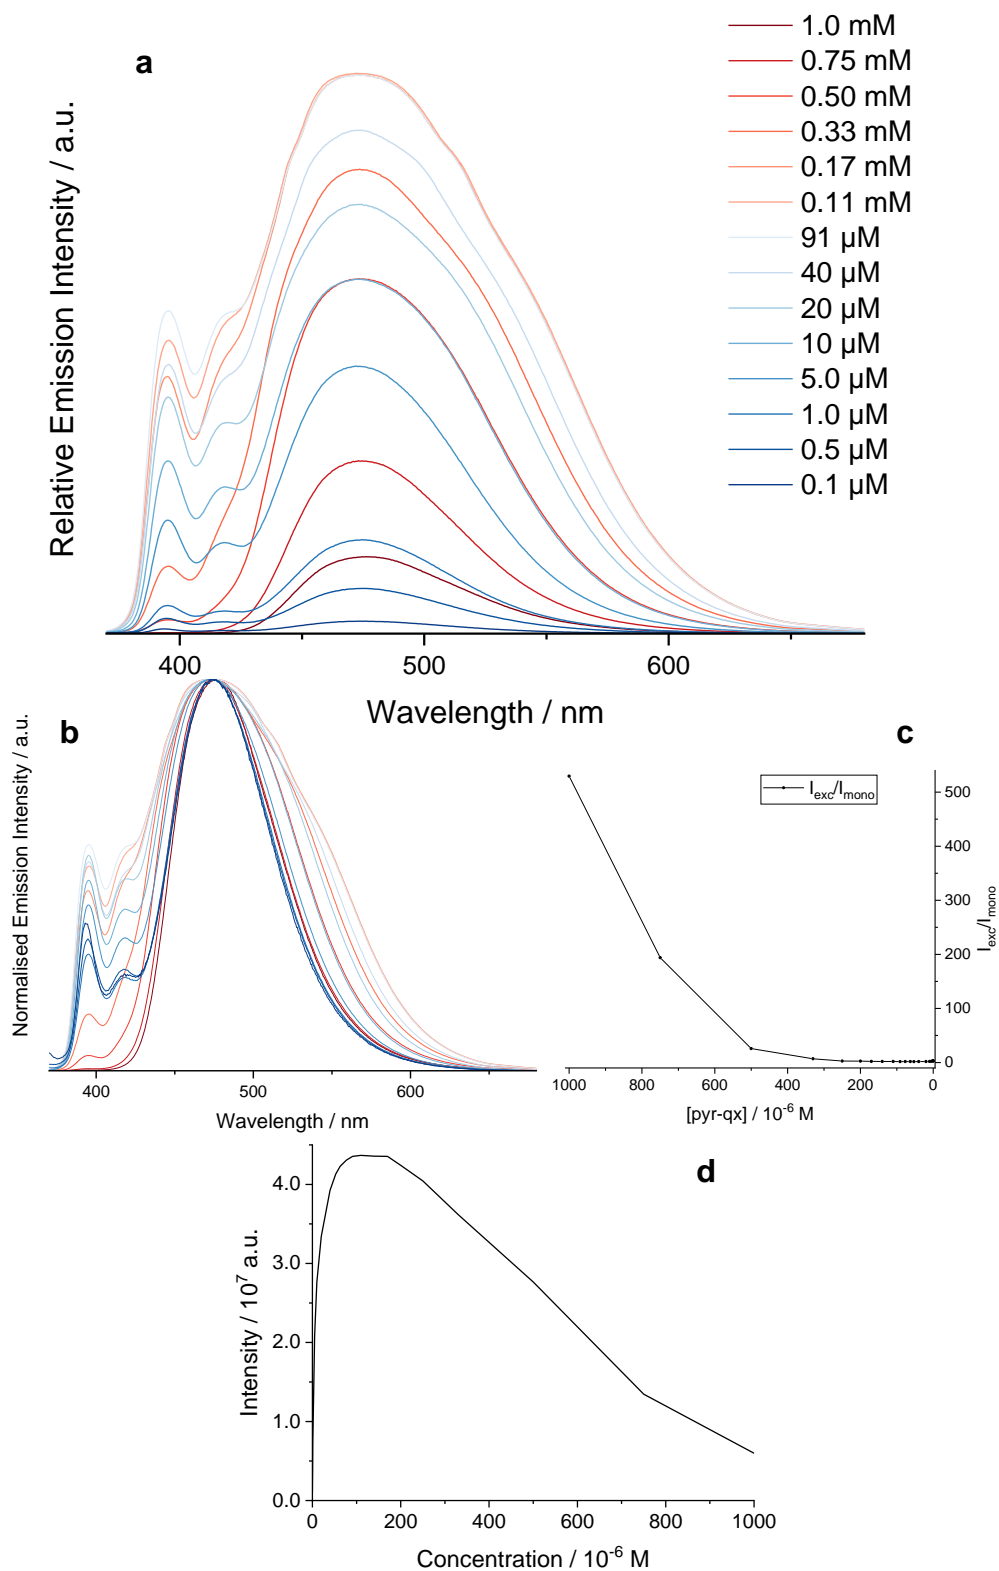 a
1.0 mM
0.75 mM
0.50 mM
0.33 mM
0.17 mM
0.11 mM
91 µM
40 µM
20 µM
10 µM
5.0 µM
1.0 µM
0.5 µM
0.1 µM
Relative Emission Intensity / a.u.
400
500
600
Wavelength / nm
b
Normalised Emission Intensity / a.u.
400
500
600
Wavelength / nm
c
I_exc/I_mono
500
400
300
200
100
0
I_exc/I_mono
1000
800
600
400
200
0
[pyr-qx] / 10⁻⁶ M
d
4.0
3.0
2.0
1.0
0.0
Intensity / 10⁷ a.u.
0
200
400
600
800
1000
Concentration / 10⁻⁶ M